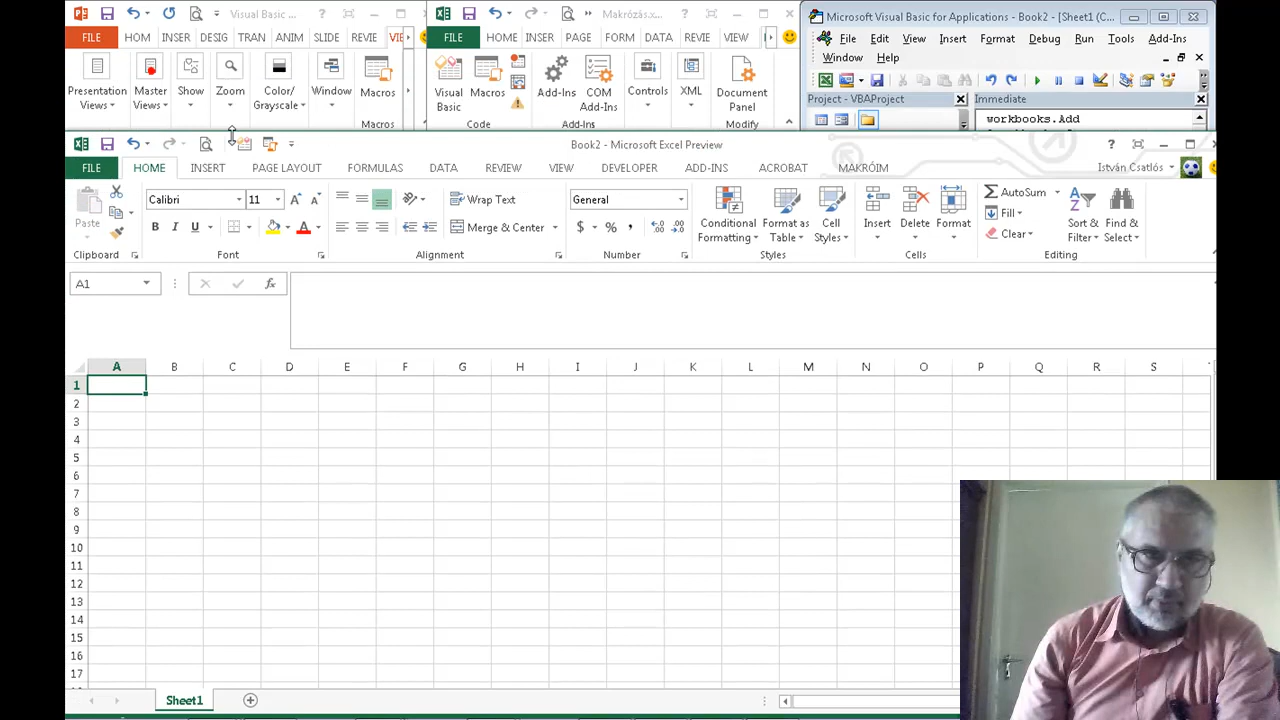 Visual Basic ...
FILE HOM INSER DESIG TRAN ANIM SLIDE REVIE VIE
Presentation Views Master Views Show Zoom Color/ Grayscale Window Macros
Macros
Makrózás.x...
FILE HOME INSER PAGE FORM DATA REVIE VIEW D
Visual Basic Macros Add-Ins COM Add-Ins Controls XML Document Panel
Code Add-Ins Modify
Microsoft Visual Basic for Applications - Book2 - [Sheet1 (C...
File Edit View Insert Format Debug Run Tools Add-Ins
Window Help
Project - VBAProject
Immediate
workbooks.Add
Book2 - Microsoft Excel Preview
FILE HOME INSERT PAGE LAYOUT FORMULAS DATA REVIEW VIEW DEVELOPER ADD-INS ACROBAT MAKRÓIM István Csatlós
Paste Calibri 11 Wrap Text General Conditional Formatting Format as Table Cell Styles Insert Delete Format AutoSum Sort & Filter Find & Select
B I U A Merge & Center $ % , Fill
Clear
Clipboard Font Alignment Number Styles Cells Editing
A1 fx
A B C D E F G H I J K L M N O P Q R S
1
2
3
4
5
6
7
8
9
10
11
12
13
14
15
16
17
Sheet1